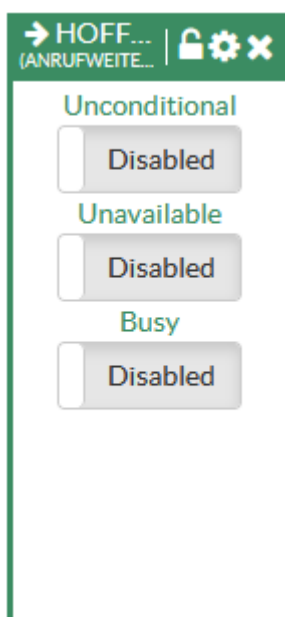 HOFF...
(ANRUFWEITE...
Unconditional
Disabled
Unavailable
Disabled
Busy
Disabled